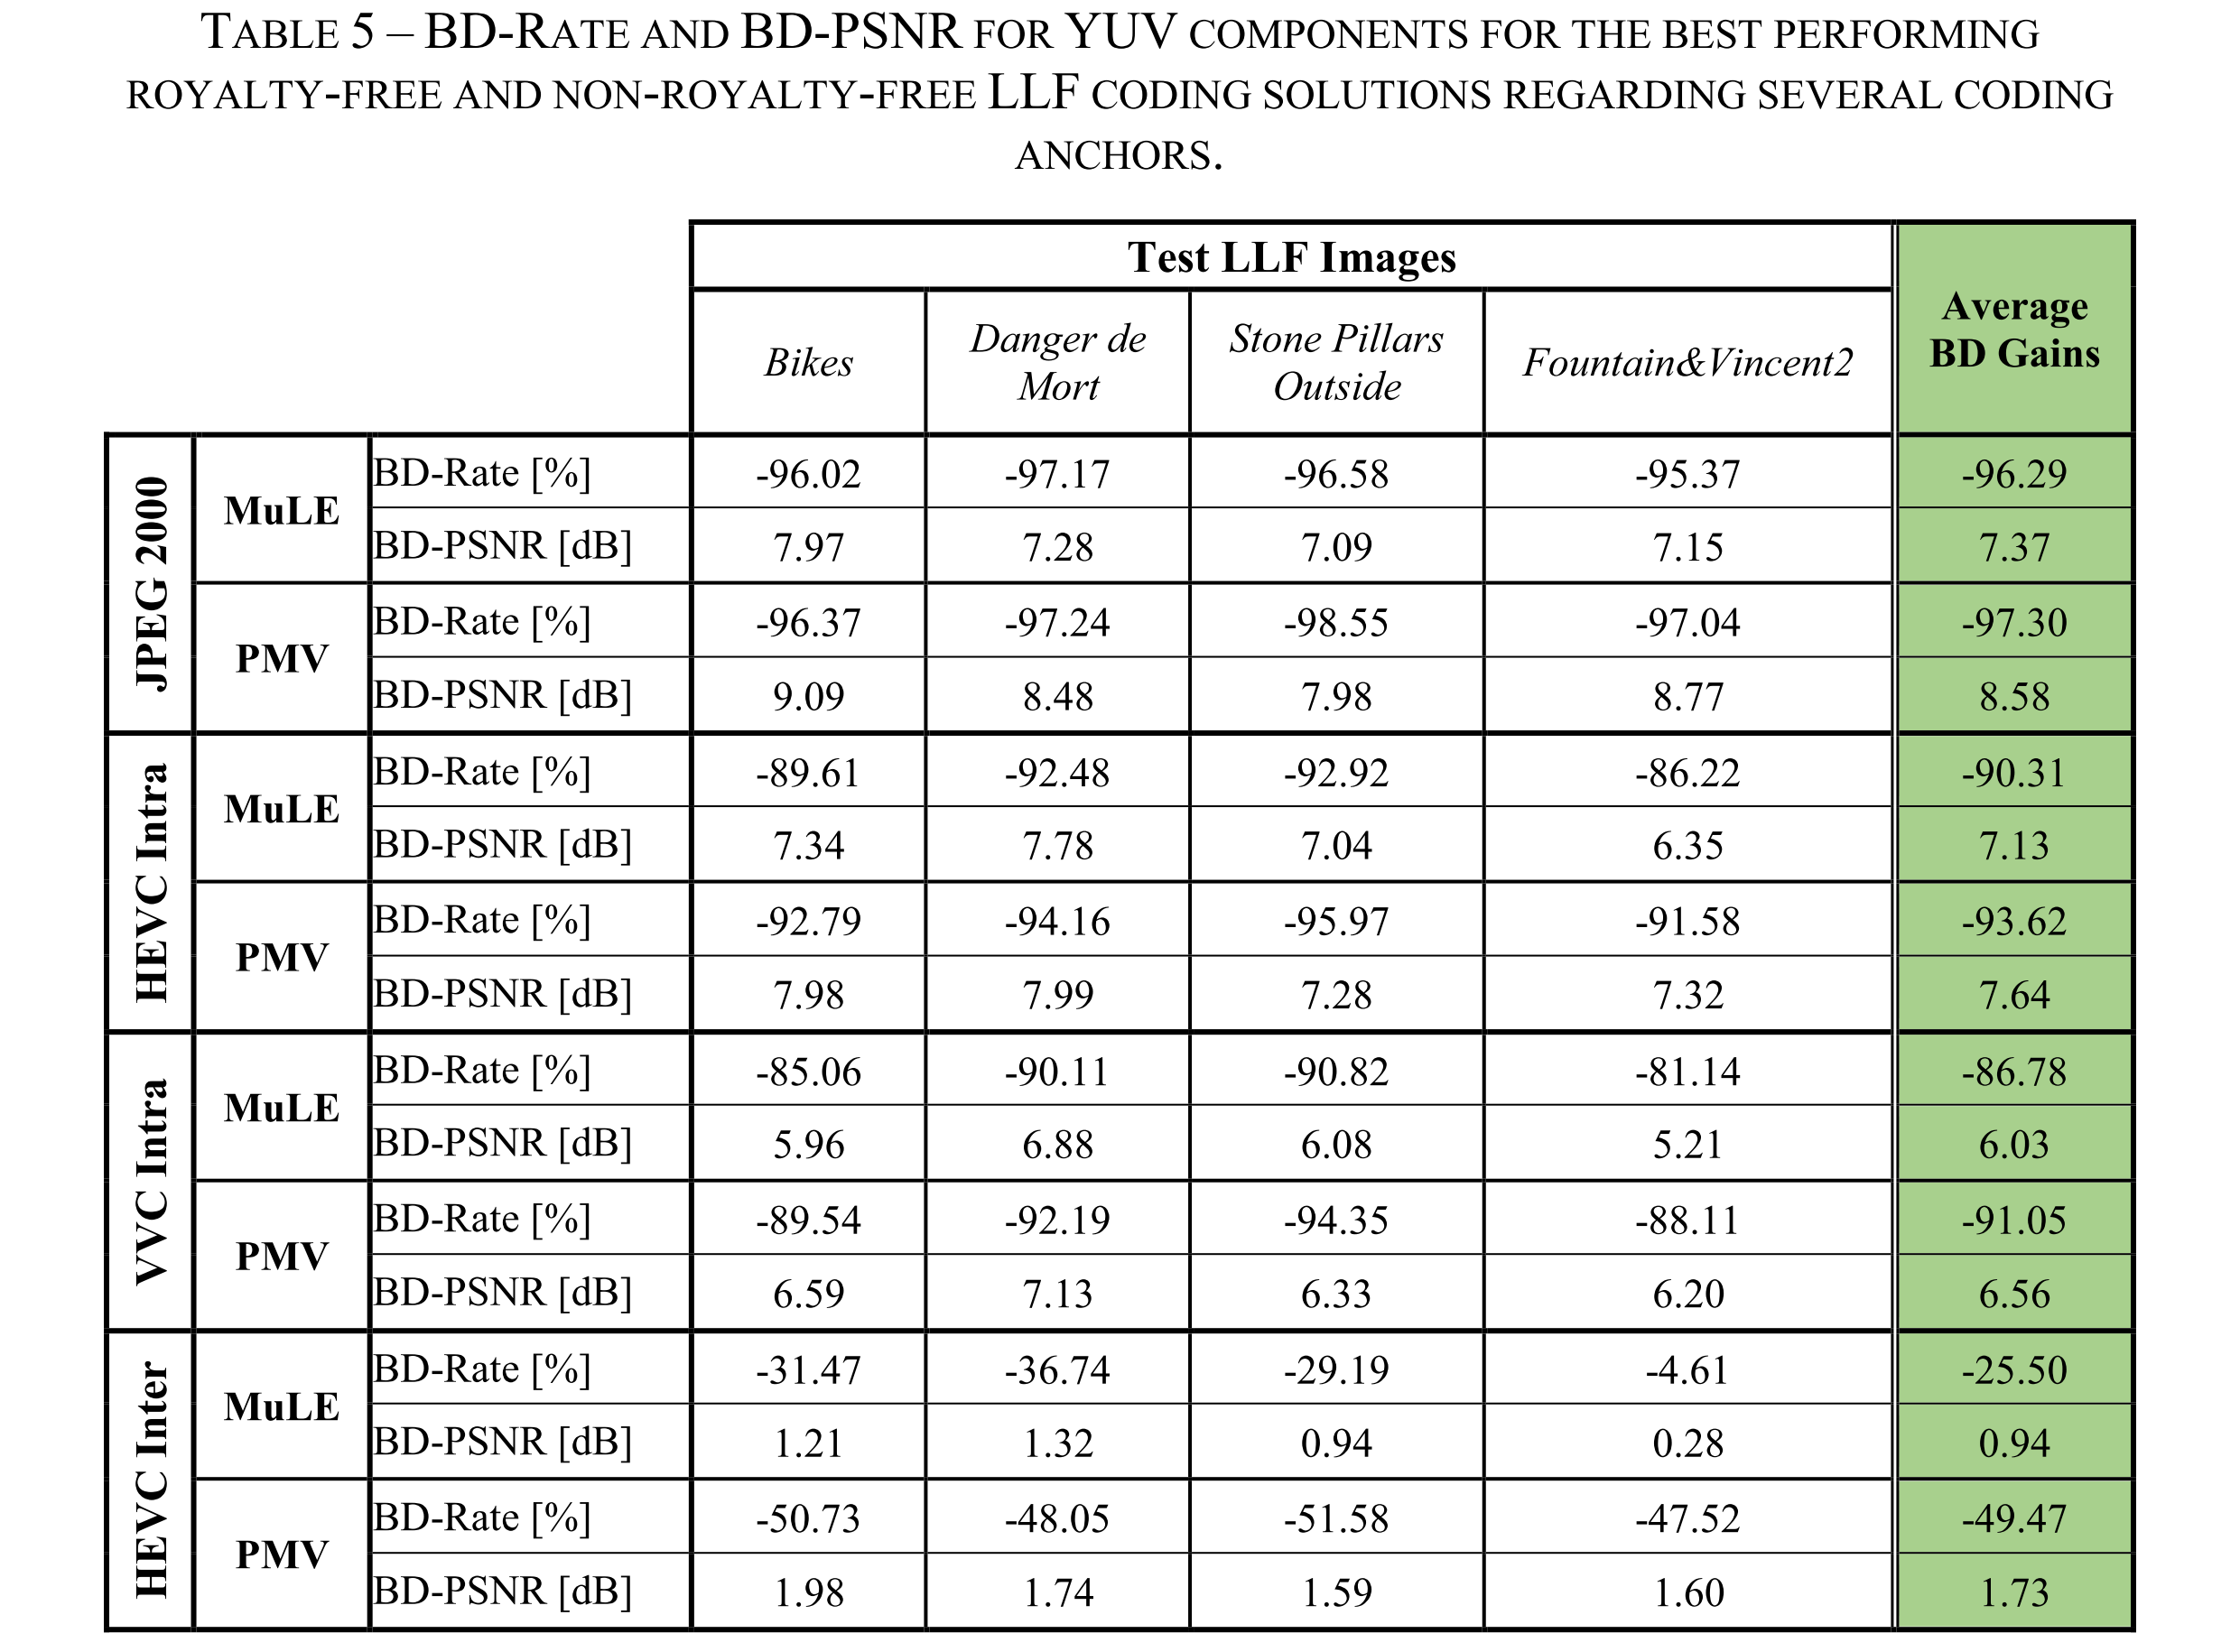 TABLE 5 – BD-RATE AND BD-PSNR FOR YUV COMPONENTS FOR THE BEST PERFORMING
ROYALTY-FREE AND NON-ROYALTY-FREE LLF CODING SOLUTIONS REGARDING SEVERAL CODING
ANCHORS.
Test LLF Images Average BD Gains
Bikes Danger de Mort Stone Pillars Outside Fountain&Vincent2
JPEG 2000
MuLE
BD-Rate [%] -96.02 -97.17 -96.58 -95.37 -96.29
BD-PSNR [dB] 7.97 7.28 7.09 7.15 7.37
PMV
BD-Rate [%] -96.37 -97.24 -98.55 -97.04 -97.30
BD-PSNR [dB] 9.09 8.48 7.98 8.77 8.58
HEVC Intra
MuLE
BD-Rate [%] -89.61 -92.48 -92.92 -86.22 -90.31
BD-PSNR [dB] 7.34 7.78 7.04 6.35 7.13
PMV
BD-Rate [%] -92.79 -94.16 -95.97 -91.58 -93.62
BD-PSNR [dB] 7.98 7.99 7.28 7.32 7.64
VVC Intra
MuLE
BD-Rate [%] -85.06 -90.11 -90.82 -81.14 -86.78
BD-PSNR [dB] 5.96 6.88 6.08 5.21 6.03
PMV
BD-Rate [%] -89.54 -92.19 -94.35 -88.11 -91.05
BD-PSNR [dB] 6.59 7.13 6.33 6.20 6.56
HEVC Inter
MuLE
BD-Rate [%] -31.47 -36.74 -29.19 -4.61 -25.50
BD-PSNR [dB] 1.21 1.32 0.94 0.28 0.94
PMV
BD-Rate [%] -50.73 -48.05 -51.58 -47.52 -49.47
BD-PSNR [dB] 1.98 1.74 1.59 1.60 1.73